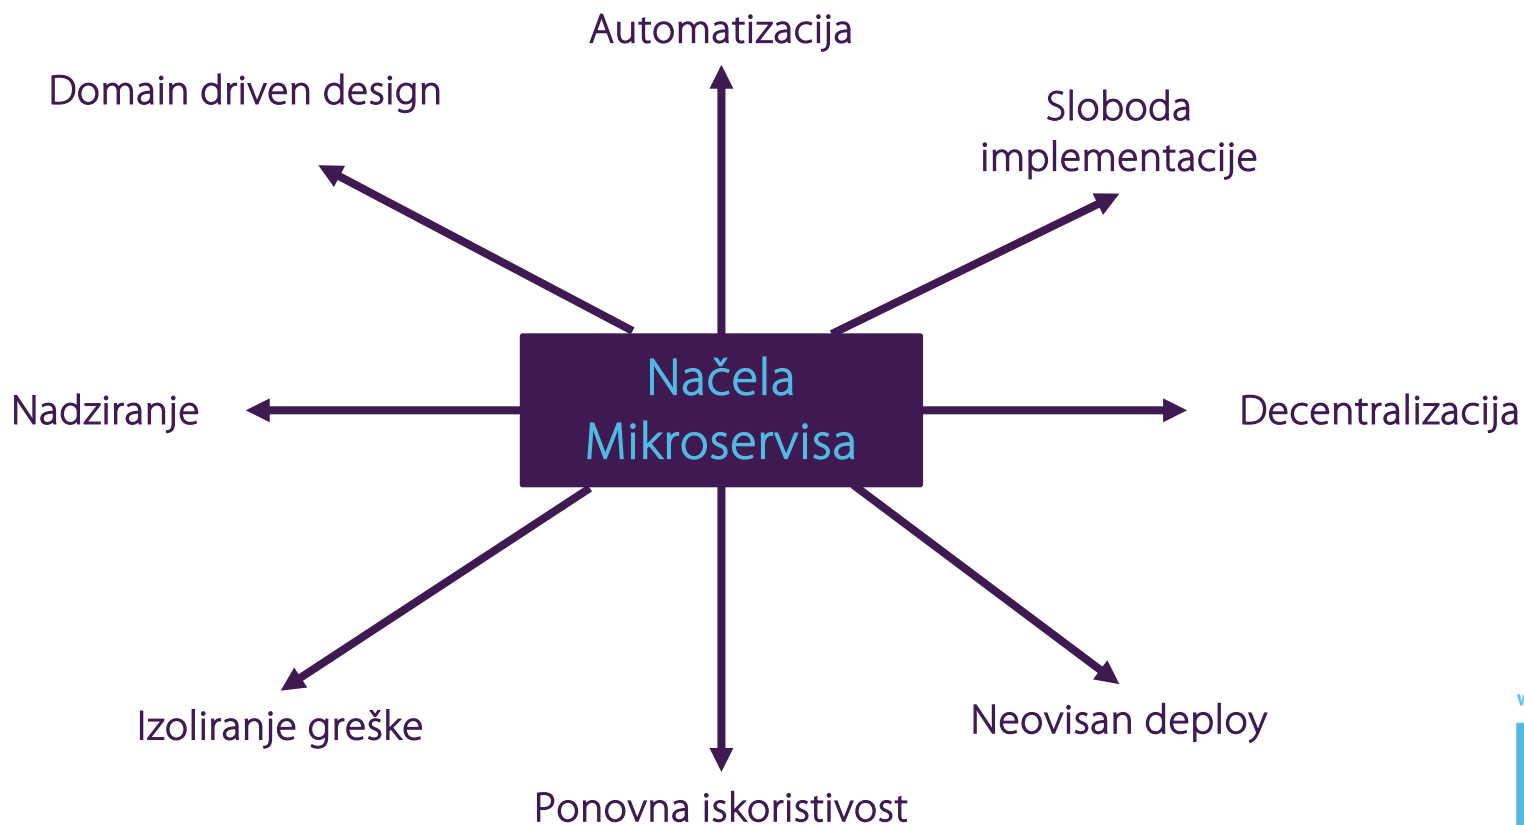 Automatizacija
Domain driven design
Sloboda
implementacije
Načela
Mikroservisa
Nadziranje
Decentralizacija
Izoliranje greške
Neovisan deploy
Ponovna iskoristivost